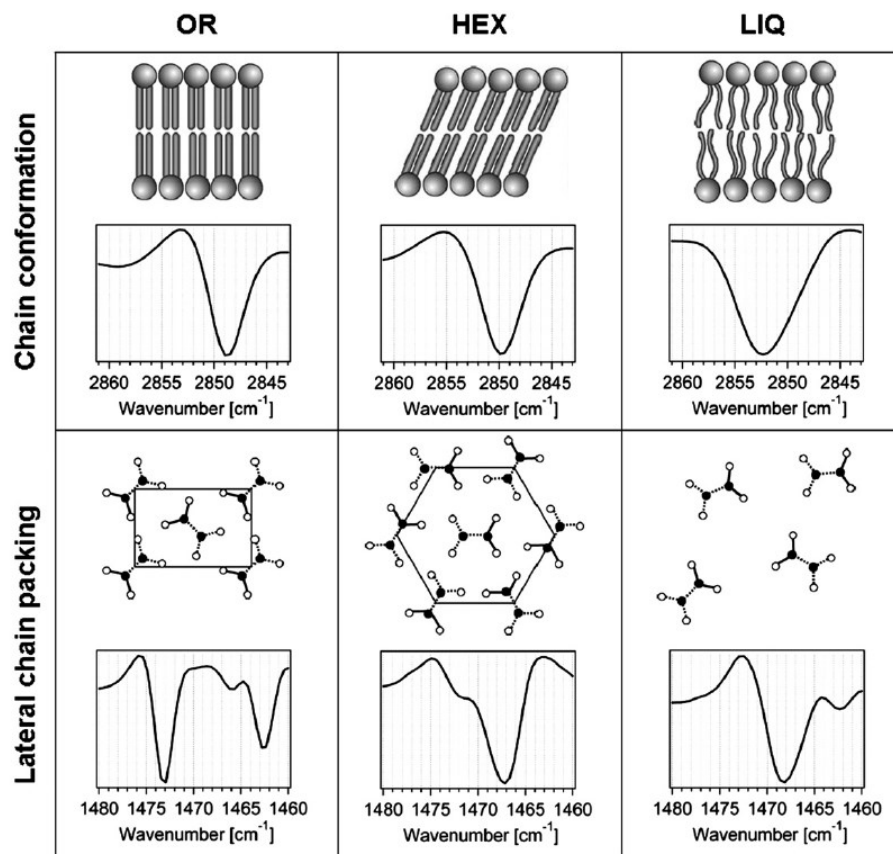 OR HEX LIQ
Chain conformation
2860 2855 2850 2845 2860 2855 2850 2845 2860 2855 2850 2845
Wavenumber [cm⁻¹] Wavenumber [cm⁻¹] Wavenumber [cm⁻¹]
Lateral chain packing
1480 1475 1470 1465 1460 1480 1475 1470 1465 1460 1480 1475 1470 1465 1460
Wavenumber [cm⁻¹] Wavenumber [cm⁻¹] Wavenumber [cm⁻¹]